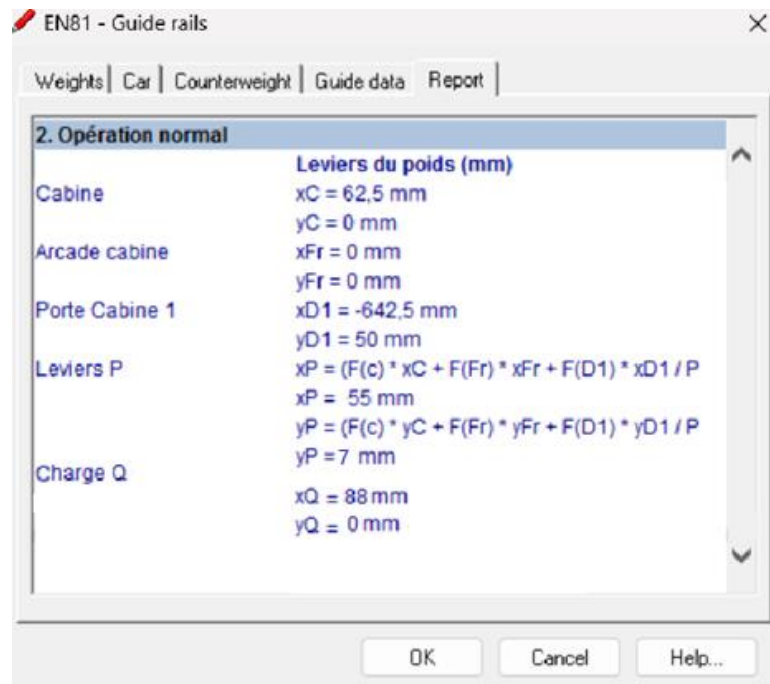 EN81 - Guide rails
Weights Car Counterweight Guide data Report
2. Opération normal
Leviers du poids (mm)
Cabine xC = 62,5 mm
yC = 0 mm
Arcade cabine xFr = 0 mm
yFr = 0 mm
Porte Cabine 1 xD1 = -642,5 mm
yD1 = 50 mm
Leviers P xP = (F(c) * xC + F(Fr) * xFr + F(D1) * xD1 / P
xP = 55 mm
yP = (F(c) * yC + F(Fr) * yFr + F(D1) * yD1 / P
yP =7 mm
Charge Q
xQ = 88 mm
yQ = 0 mm
OK Cancel Help...